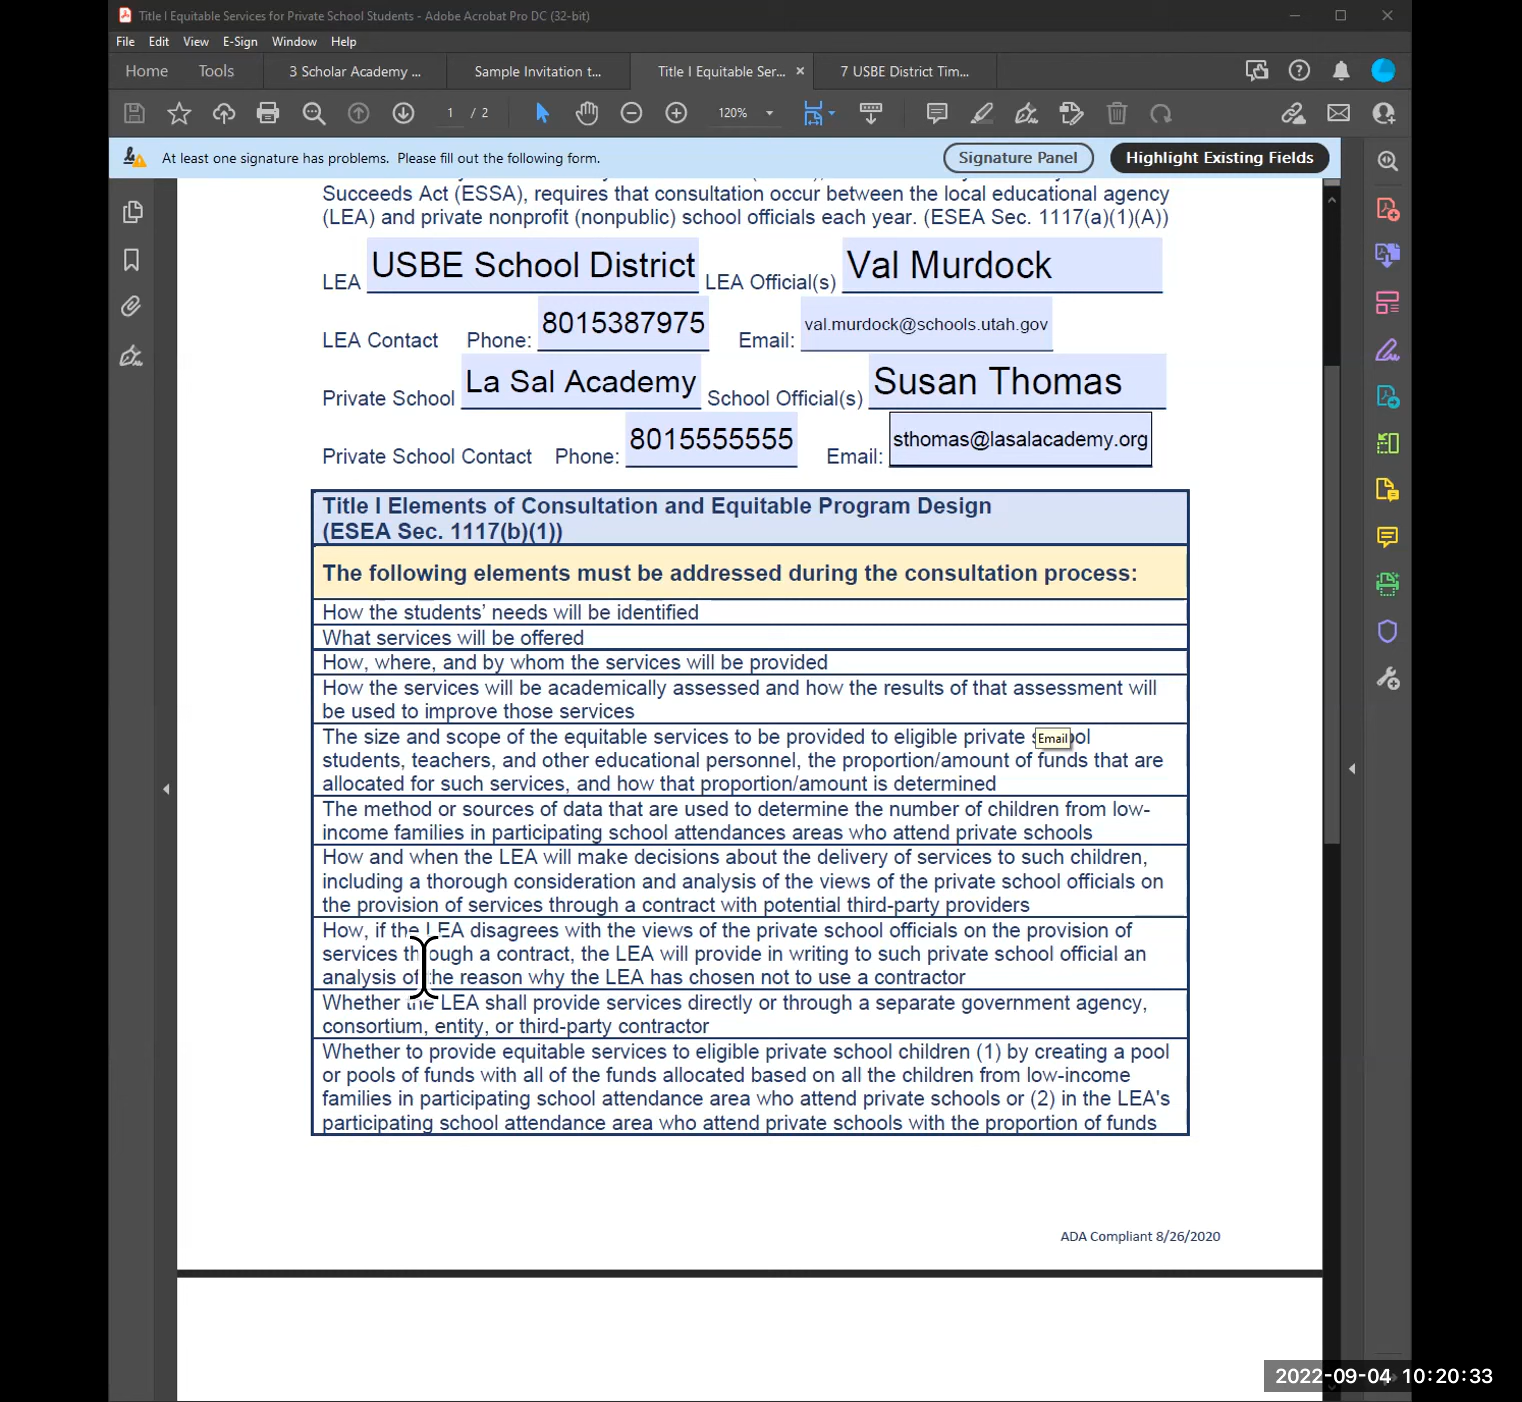 Title I Equitable Services for Private School Students - Adobe Acrobat Pro DC (32-bit)
File Edit View E-Sign Window Help
Home Tools 3 Scholar Academy ... Sample Invitation t... Title I Equitable Ser... × 7 USBE District Tim...
1 / 2 120%
At least one signature has problems. Please fill out the following form. Signature Panel Highlight Existing Fields
Succeeds Act (ESSA), requires that consultation occur between the local educational agency
(LEA) and private nonprofit (nonpublic) school officials each year. (ESEA Sec. 1117(a)(1)(A))
LEA USBE School District LEA Official(s) Val Murdock
LEA Contact Phone: 8015387975 Email: val.murdock@schools.utah.gov
Private School La Sal Academy School Official(s) Susan Thomas
Private School Contact Phone: 8015555555 Email: sthomas@lasalacademy.org
Title I Elements of Consultation and Equitable Program Design
(ESEA Sec. 1117(b)(1))
The following elements must be addressed during the consultation process:
How the students’ needs will be identified
What services will be offered
How, where, and by whom the services will be provided
How the services will be academically assessed and how the results of that assessment will
be used to improve those services
The size and scope of the equitable services to be provided to eligible private school
Email
students, teachers, and other educational personnel, the proportion/amount of funds that are
allocated for such services, and how that proportion/amount is determined
The method or sources of data that are used to determine the number of children from low-
income families in participating school attendances areas who attend private schools
How and when the LEA will make decisions about the delivery of services to such children,
including a thorough consideration and analysis of the views of the private school officials on
the provision of services through a contract with potential third-party providers
How, if the LEA disagrees with the views of the private school officials on the provision of
services through a contract, the LEA will provide in writing to such private school official an
analysis of the reason why the LEA has chosen not to use a contractor
Whether the LEA shall provide services directly or through a separate government agency,
consortium, entity, or third-party contractor
Whether to provide equitable services to eligible private school children (1) by creating a pool
or pools of funds with all of the funds allocated based on all the children from low-income
families in participating school attendance area who attend private schools or (2) in the LEA's
participating school attendance area who attend private schools with the proportion of funds
ADA Compliant 8/26/2020
2022-09-04 10:20:33